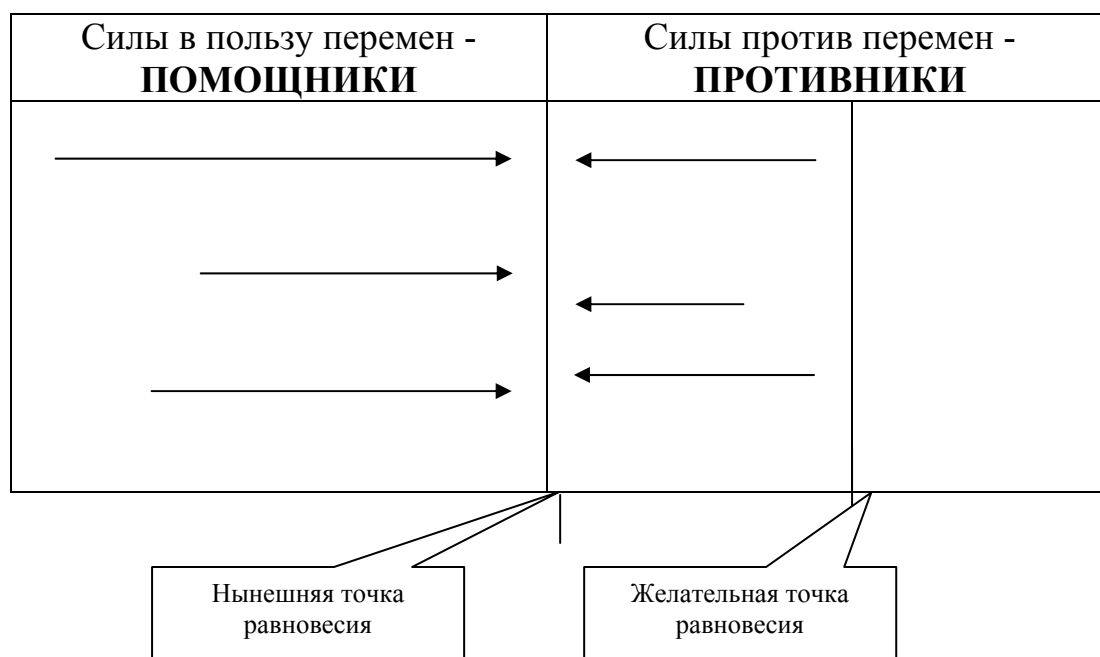 Силы в пользу перемен -
ПОМОЩНИКИ
Силы против перемен -
ПРОТИВНИКИ
Нынешняя точка
равновесия
Желательная точка
равновесия